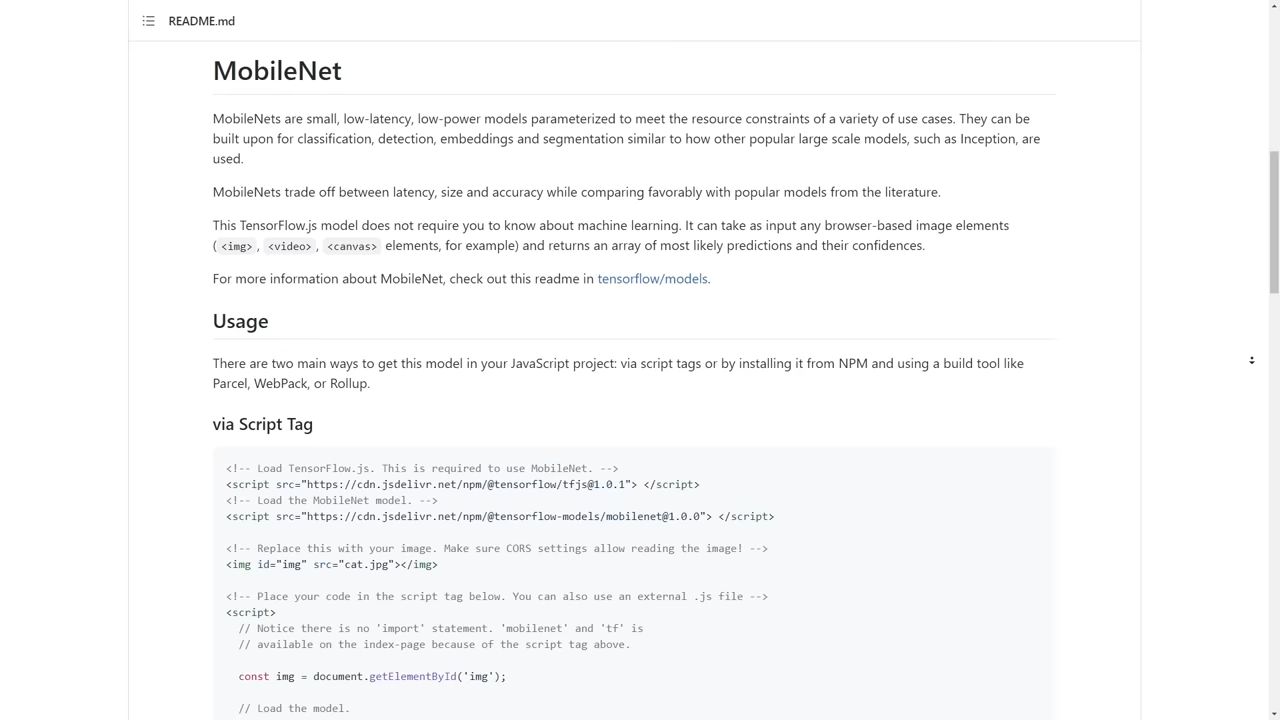 README.md
MobileNet
MobileNets are small, low-latency, low-power models parameterized to meet the resource constraints of a variety of use cases. They can be
built upon for classification, detection, embeddings and segmentation similar to how other popular large scale models, such as Inception, are
used.
MobileNets trade off between latency, size and accuracy while comparing favorably with popular models from the literature.
This TensorFlow.js model does not require you to know about machine learning. It can take as input any browser-based image elements
( <img>, <video>, <canvas> elements, for example) and returns an array of most likely predictions and their confidences.
For more information about MobileNet, check out this readme in tensorflow/models.
Usage
There are two main ways to get this model in your JavaScript project: via script tags or by installing it from NPM and using a build tool like
Parcel, WebPack, or Rollup.
via Script Tag
<!-- Load TensorFlow.js. This is required to use MobileNet. -->
<script src="https://cdn.jsdelivr.net/npm/@tensorflow/tfjs@1.0.1"> </script>
<!-- Load the MobileNet model. -->
<script src="https://cdn.jsdelivr.net/npm/@tensorflow-models/mobilenet@1.0.0"> </script>
<!-- Replace this with your image. Make sure CORS settings allow reading the image! -->
<img id="img" src="cat.jpg"></img>
<!-- Place your code in the script tag below. You can also use an external .js file -->
<script>
// Notice there is no 'import' statement. 'mobilenet' and 'tf' is
// available on the index-page because of the script tag above.
const img = document.getElementById('img');
// Load the model.